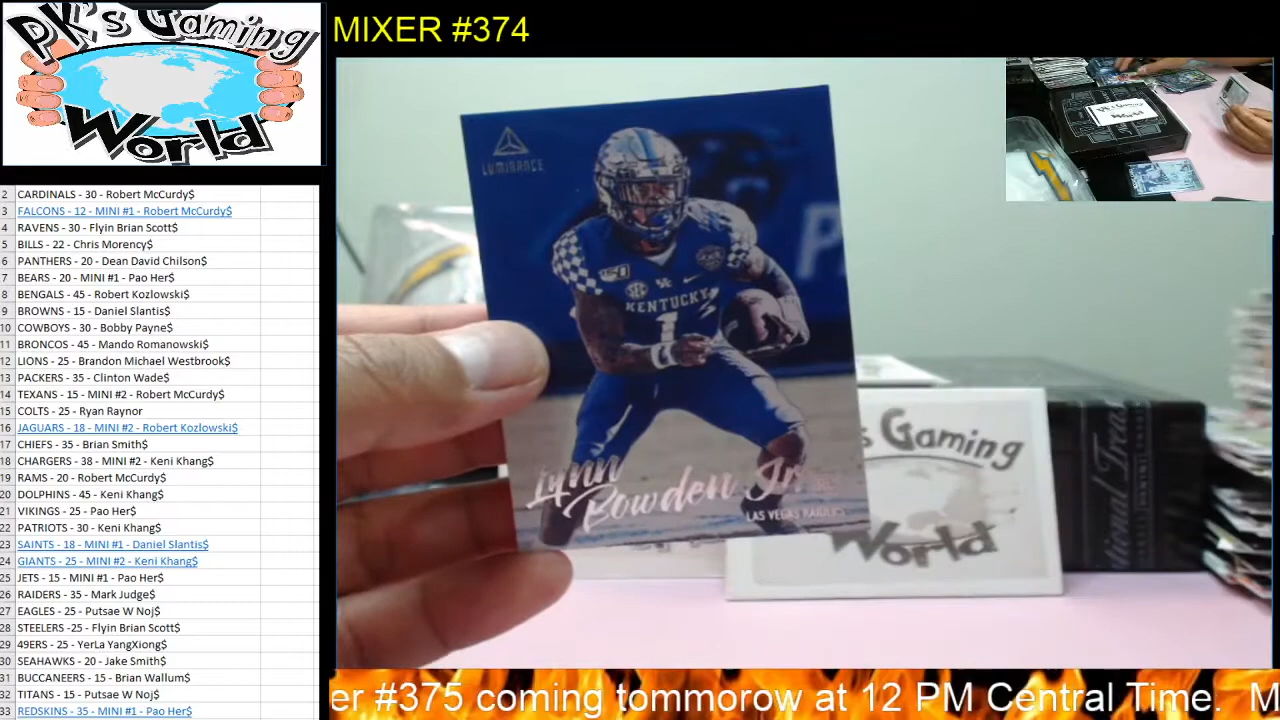 PK's Gaming
World
MIXER #374
2 CARDINALS - 30 - Robert McCurdy$
3 FALCONS - 12 - MINI #1 - Robert McCurdy$
4 RAVENS - 30 - Flyin Brian Scott$
5 BILLS - 22 - Chris Morency$
6 PANTHERS - 20 - Dean David Chilson$
7 BEARS - 20 - MINI #1 - Pao Her$
8 BENGALS - 45 - Robert Kozlowski$
9 BROWNS - 15 - Daniel Slantis$
10 COWBOYS - 30 - Bobby Payne$
11 BRONCOS - 45 - Mando Romanowski$
12 LIONS - 25 - Brandon Michael Westbrook$
13 PACKERS - 35 - Clinton Wade$
14 TEXANS - 15 - MINI #2 - Robert McCurdy$
15 COLTS - 25 - Ryan Raynor
16 JAGUARS - 18 - MINI #2 - Robert Kozlowski$
17 CHIEFS - 35 - Brian Smith$
18 CHARGERS - 38 - MINI #2 - Keni Khang$
19 RAMS - 20 - Robert McCurdy$
20 DOLPHINS - 45 - Keni Khang$
21 VIKINGS - 25 - Pao Her$
22 PATRIOTS - 30 - Keni Khang$
23 SAINTS - 18 - MINI #1 - Daniel Slantis$
24 GIANTS - 25 - MINI #2 - Keni Khang$
25 JETS - 15 - MINI #1 - Pao Her$
26 RAIDERS - 35 - Mark Judge$
27 EAGLES - 25 - Putsae W Noj$
28 STEELERS -25 - Flyin Brian Scott$
29 49ERS - 25 - YerLa YangXiong$
30 SEAHAWKS - 20 - Jake Smith$
31 BUCCANEERS - 15 - Brian Wallum$
32 TITANS - 15 - Putsae W Noj$
33 REDSKINS - 35 - MINI #1 - Pao Her$
LUMINANCE
150
SEC
KENTUCKY
1
Lynn
Bowden Jr.
LAS VEGAS RAIDERS
's Gaming
World
er #375 coming tommorow at 12 PM Central Time. M